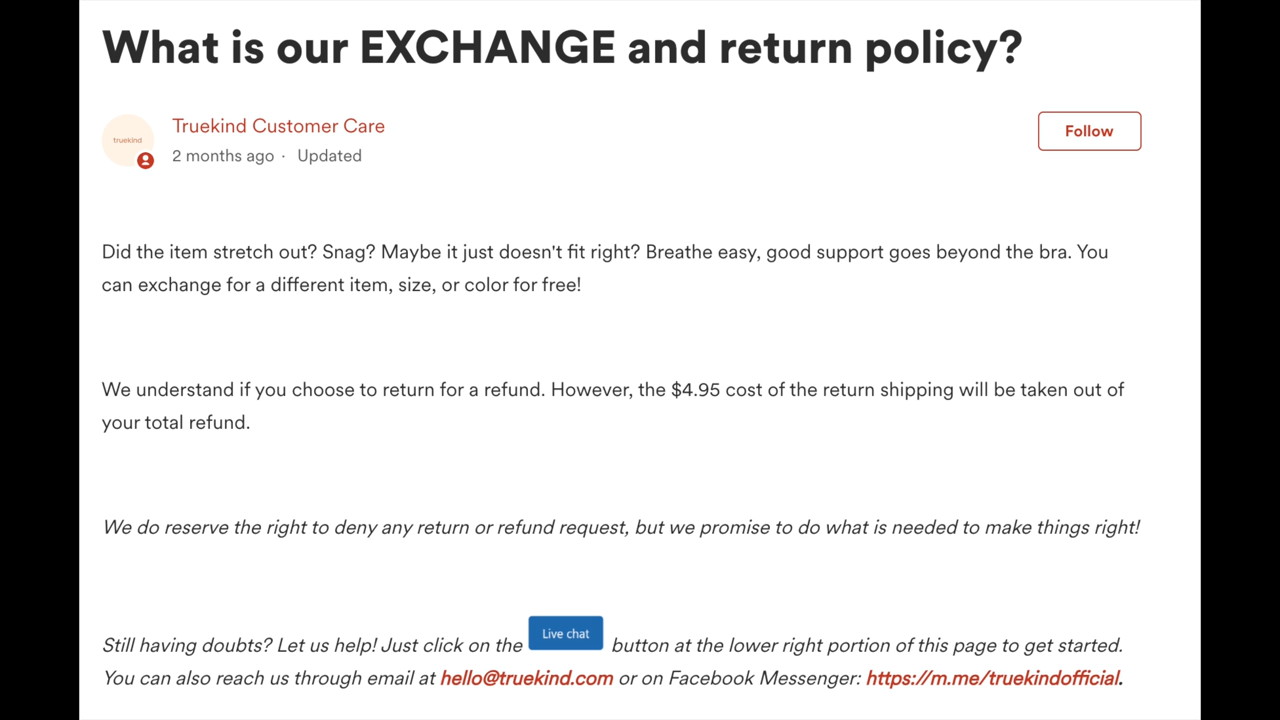 What is our EXCHANGE and return policy?
truekind
Truekind Customer Care
2 months ago · Updated
Follow
Did the item stretch out? Snag? Maybe it just doesn't fit right? Breathe easy, good support goes beyond the bra. You
can exchange for a different item, size, or color for free!
We understand if you choose to return for a refund. However, the $4.95 cost of the return shipping will be taken out of
your total refund.
We do reserve the right to deny any return or refund request, but we promise to do what is needed to make things right!
Still having doubts? Let us help! Just click on the Live chat button at the lower right portion of this page to get started.
You can also reach us through email at hello@truekind.com or on Facebook Messenger: https://m.me/truekindofficial.